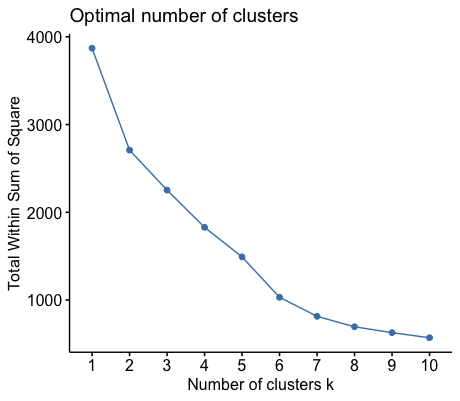 Optimal number of clusters
Total Within Sum of Square
4000
3000
2000
1000
1 2 3 4 5 6 7 8 9 10
Number of clusters k